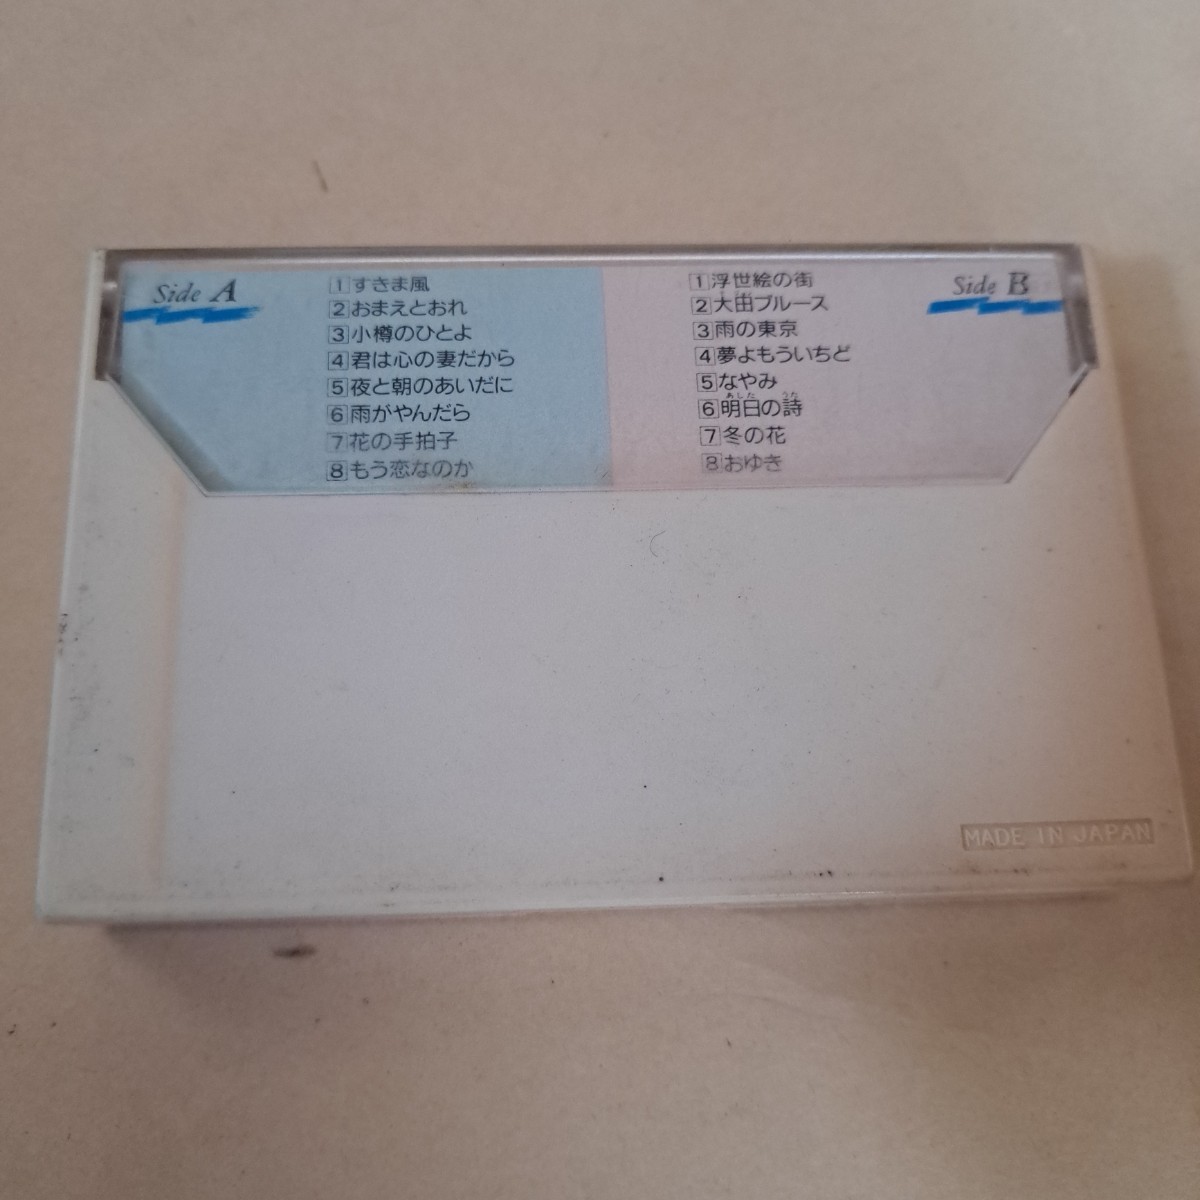 Side A
1 すきま風
2 おまえとおれ
3 小樽のひとよ
4 君は心の妻だから
5 夜と朝のあいだに
6 雨がやんだら
7 花の手拍子
8 もう恋なのか
Side B
1 浮世絵の街
2 大田ブルース
3 雨の東京
4 夢よもういちど
5 なやみ
あした うた
6 明日の詩
7 冬の花
8 おゆき
MADE IN JAPAN